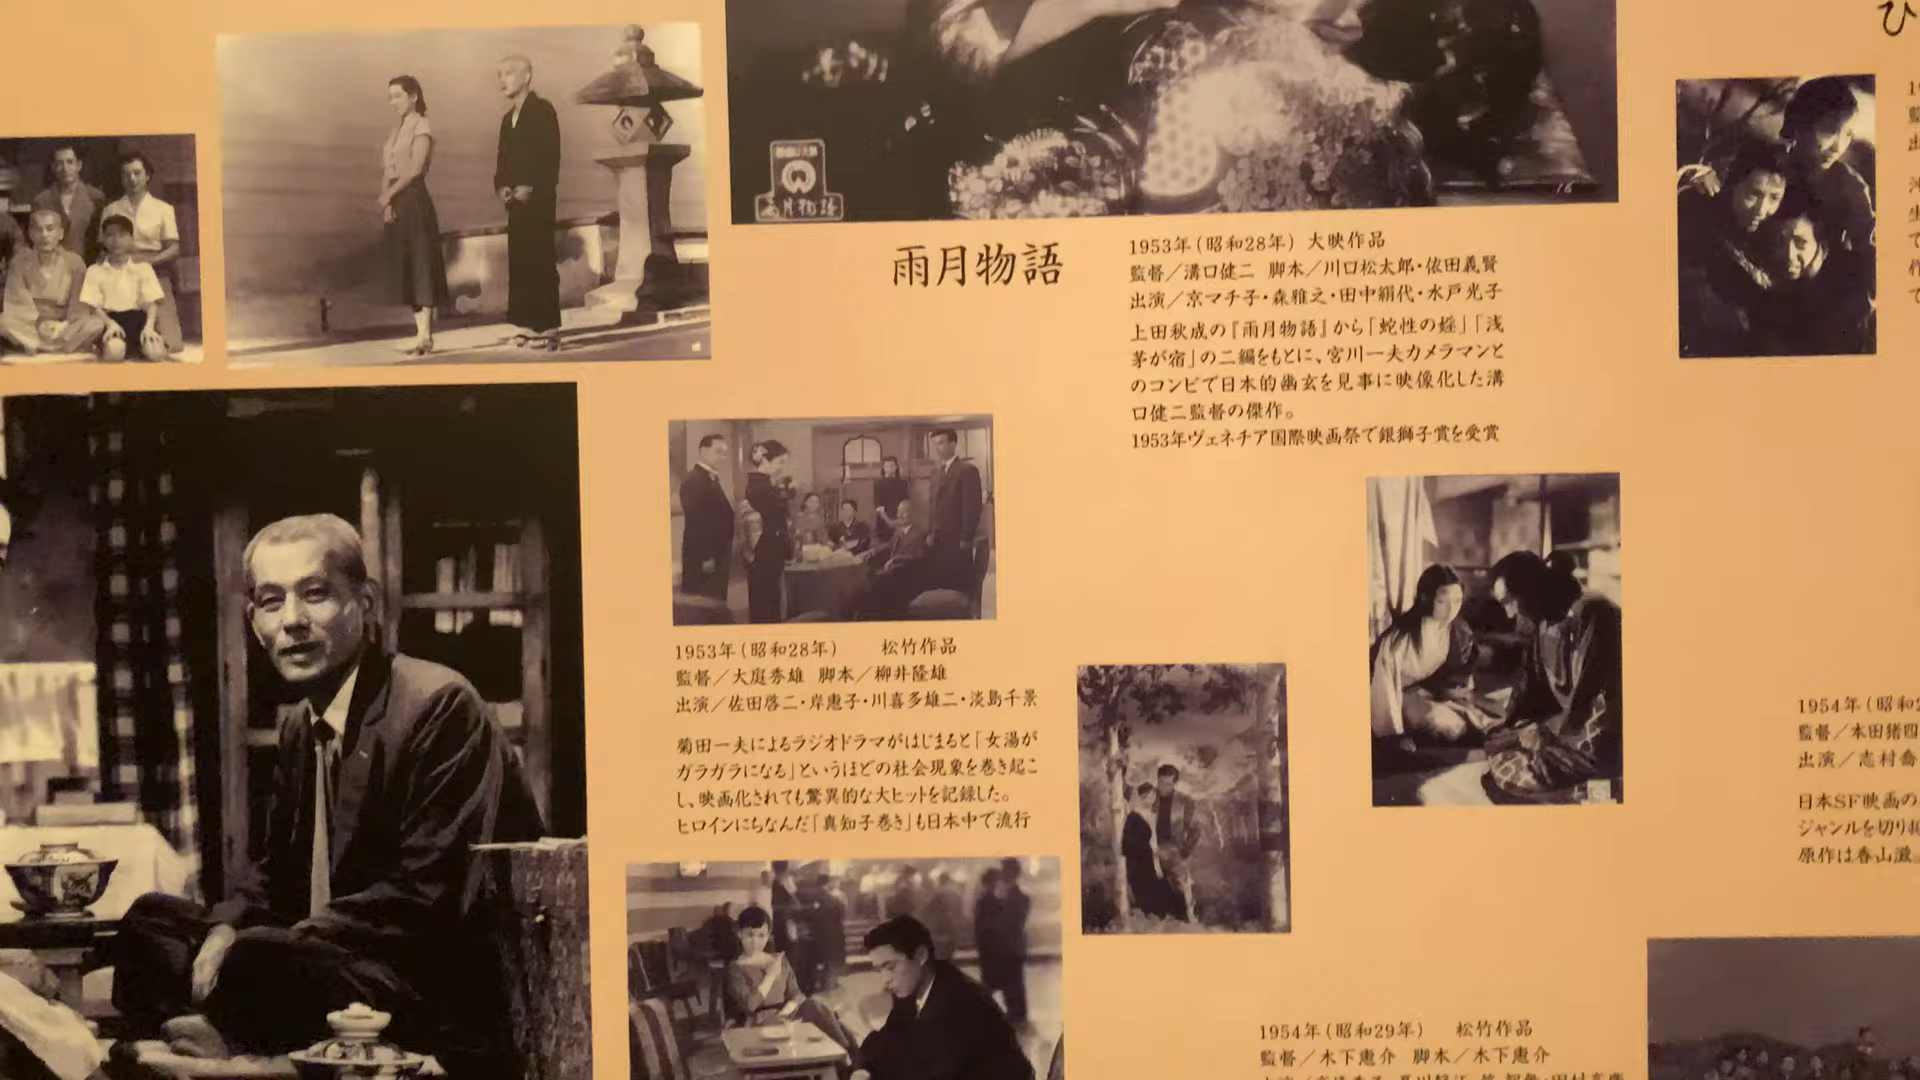 雨月物語
1953年(昭和28年) 大映作品
監督／溝口健二 脚本／川口松太郎・依田義賢
出演／京マチ子・森雅之・田中絹代・水戸光子
上田秋成の『雨月物語』から「蛇性の婬」「浅
茅が宿」の二編をもとに、宮川一夫カメラマンと
のコンビで日本的幽玄を見事に映像化した溝
口健二監督の傑作。
1953年ヴェネチア国際映画祭で銀獅子賞を受賞
雨月物語
16
1953年(昭和28年) 松竹作品
監督／大庭秀雄 脚本／柳井隆雄
出演／佐田啓二・岸恵子・川喜多雄二・淡島千景
菊田一夫によるラジオドラマがはじまると「女湯が
ガラガラになる」というほどの社会現象を巻き起こ
し、映画化されても驚異的な大ヒットを記録した。
ヒロインにちなんだ「真知子巻き」も日本中で流行
1954年(昭和29年) 松竹作品
監督／木下惠介 脚本／木下惠介
ひ
1954年(昭和2
監督／本田猪四
出演／志村喬
日本SF映画の
ジャンルを切り拓
原作は香山滋。